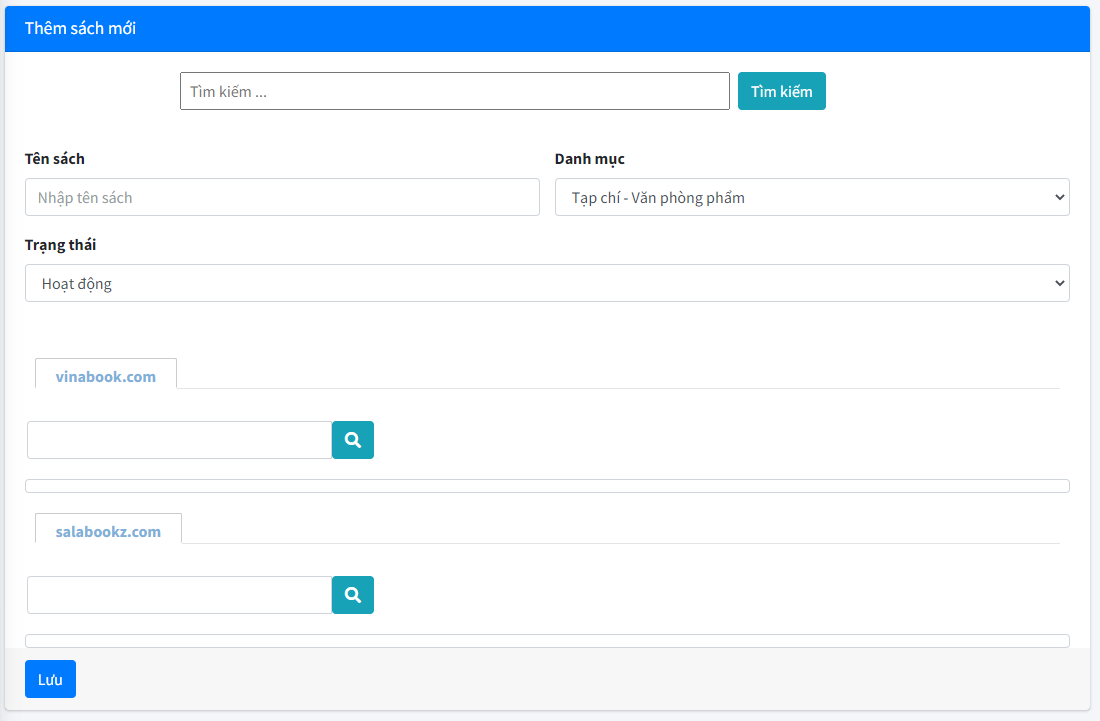 Thêm sách mới
Tìm kiếm ...
Tìm kiếm
Tên sách
Danh mục
Nhập tên sách
Tạp chí - Văn phòng phẩm
Trạng thái
Hoạt động
vinabook.com
salabookz.com
Lưu